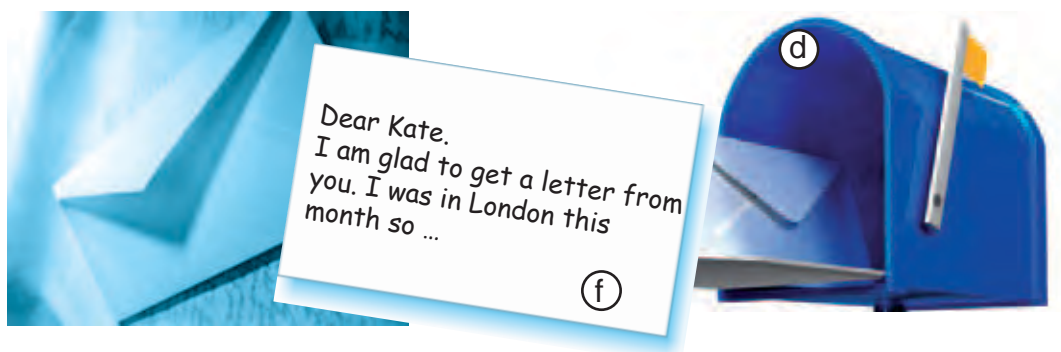 Dear Kate.
I am glad to get a letter from
you. I was in London this
month so ...
f
d